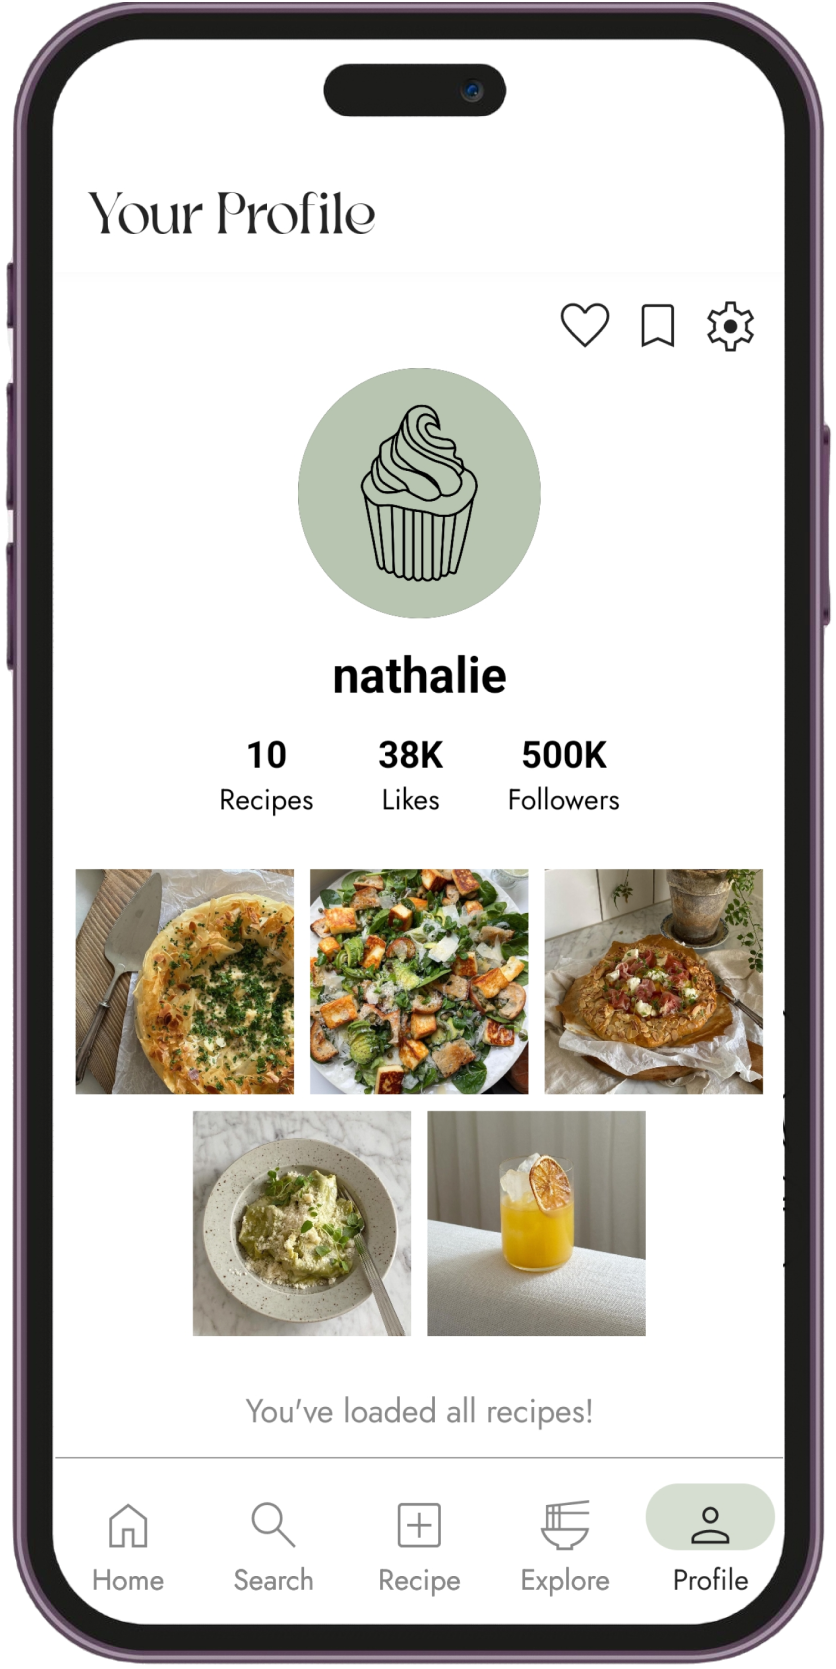 Your Profile
nathalie
10 38K 500K
Recipes Likes Followers
You've loaded all recipes!
Home Search Recipe Explore Profile